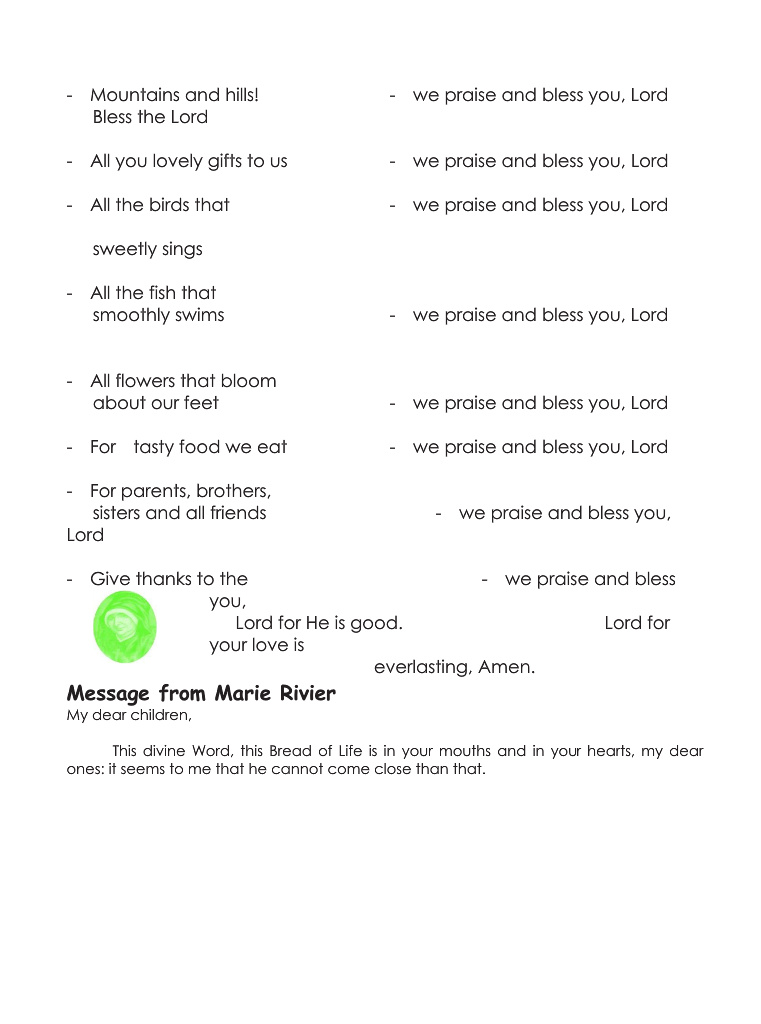 - Mountains and hills! - we praise and bless you, Lord
Bless the Lord
- All you lovely gifts to us - we praise and bless you, Lord
- All the birds that - we praise and bless you, Lord
sweetly sings
- All the fish that
smoothly swims - we praise and bless you, Lord
- All flowers that bloom
about our feet - we praise and bless you, Lord
- For tasty food we eat - we praise and bless you, Lord
- For parents, brothers,
sisters and all friends - we praise and bless you,
Lord
- Give thanks to the - we praise and bless
you,
Lord for He is good. Lord for
your love is
everlasting, Amen.
Message from Marie Rivier
My dear children,
This divine Word, this Bread of Life is in your mouths and in your hearts, my dear
ones: it seems to me that he cannot come close than that.